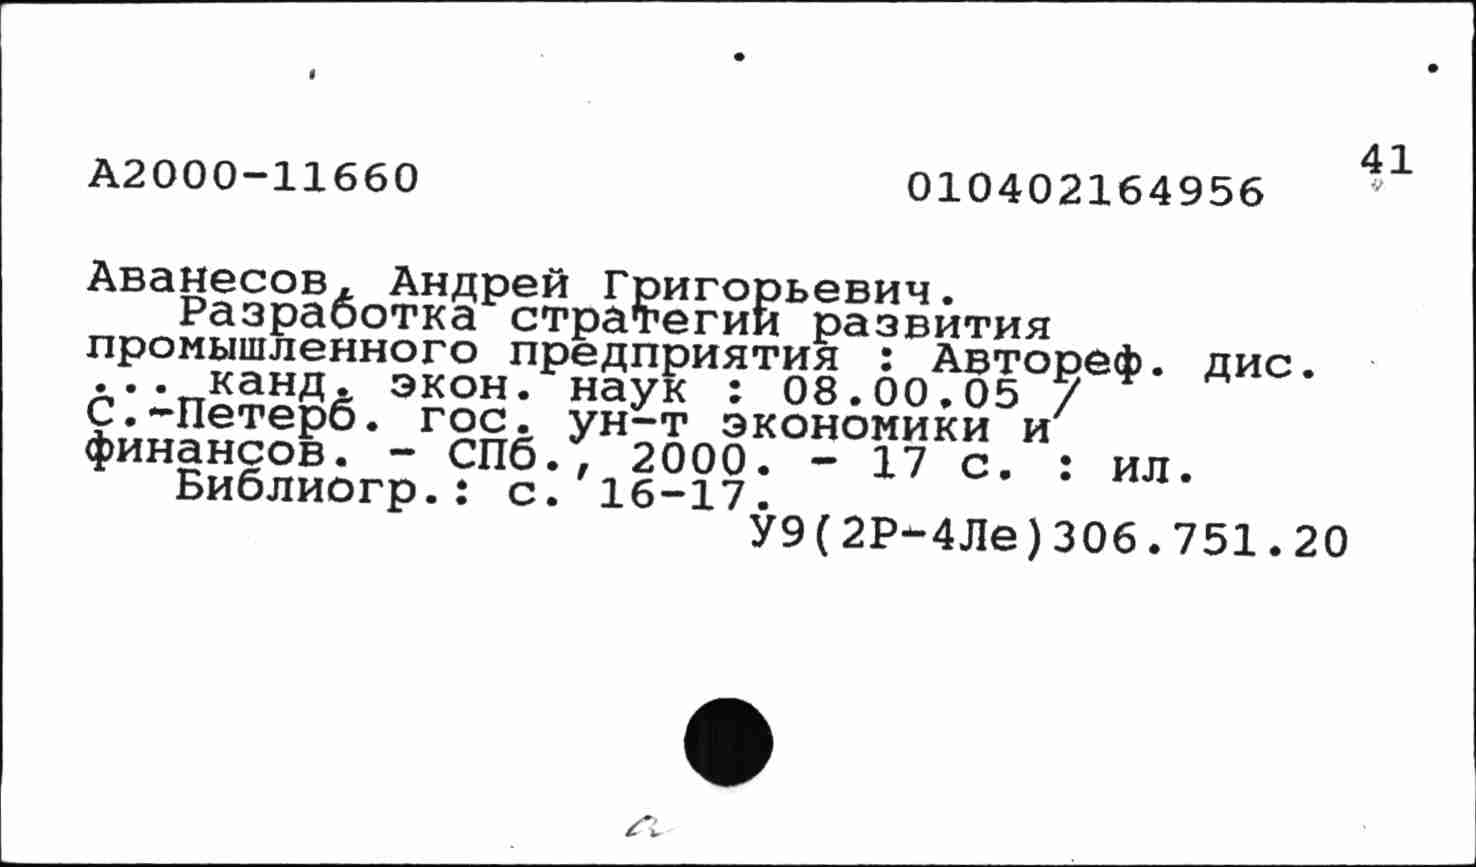 41
А2000-11660 010402164956
Аванесов, Андрей Григорьевич.
Разработка стратегии развития
промышленного предприятия : Автореф. дис.
... канд. экон. наук : 08.00.05 /
С.-Петерб. гос. ун-т экономики и
финансов. - СПб., 2000. - 17 с. : ил.
Библиогр.: с. 16-17.
У9(2Р-4Ле)306.751.20
а